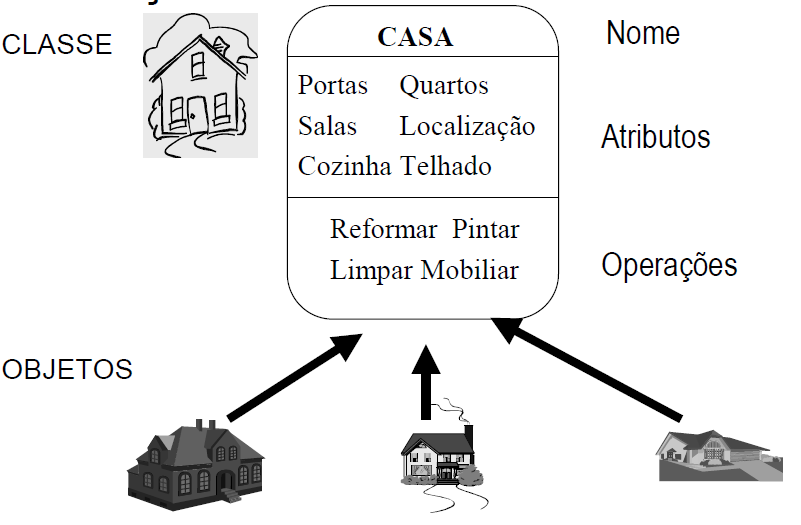 CLASSE
CASA
Nome
Portas Quartos
Salas Localização
Cozinha Telhado
Atributos
Reformar Pintar
Limpar Mobiliar
Operações
OBJETOS